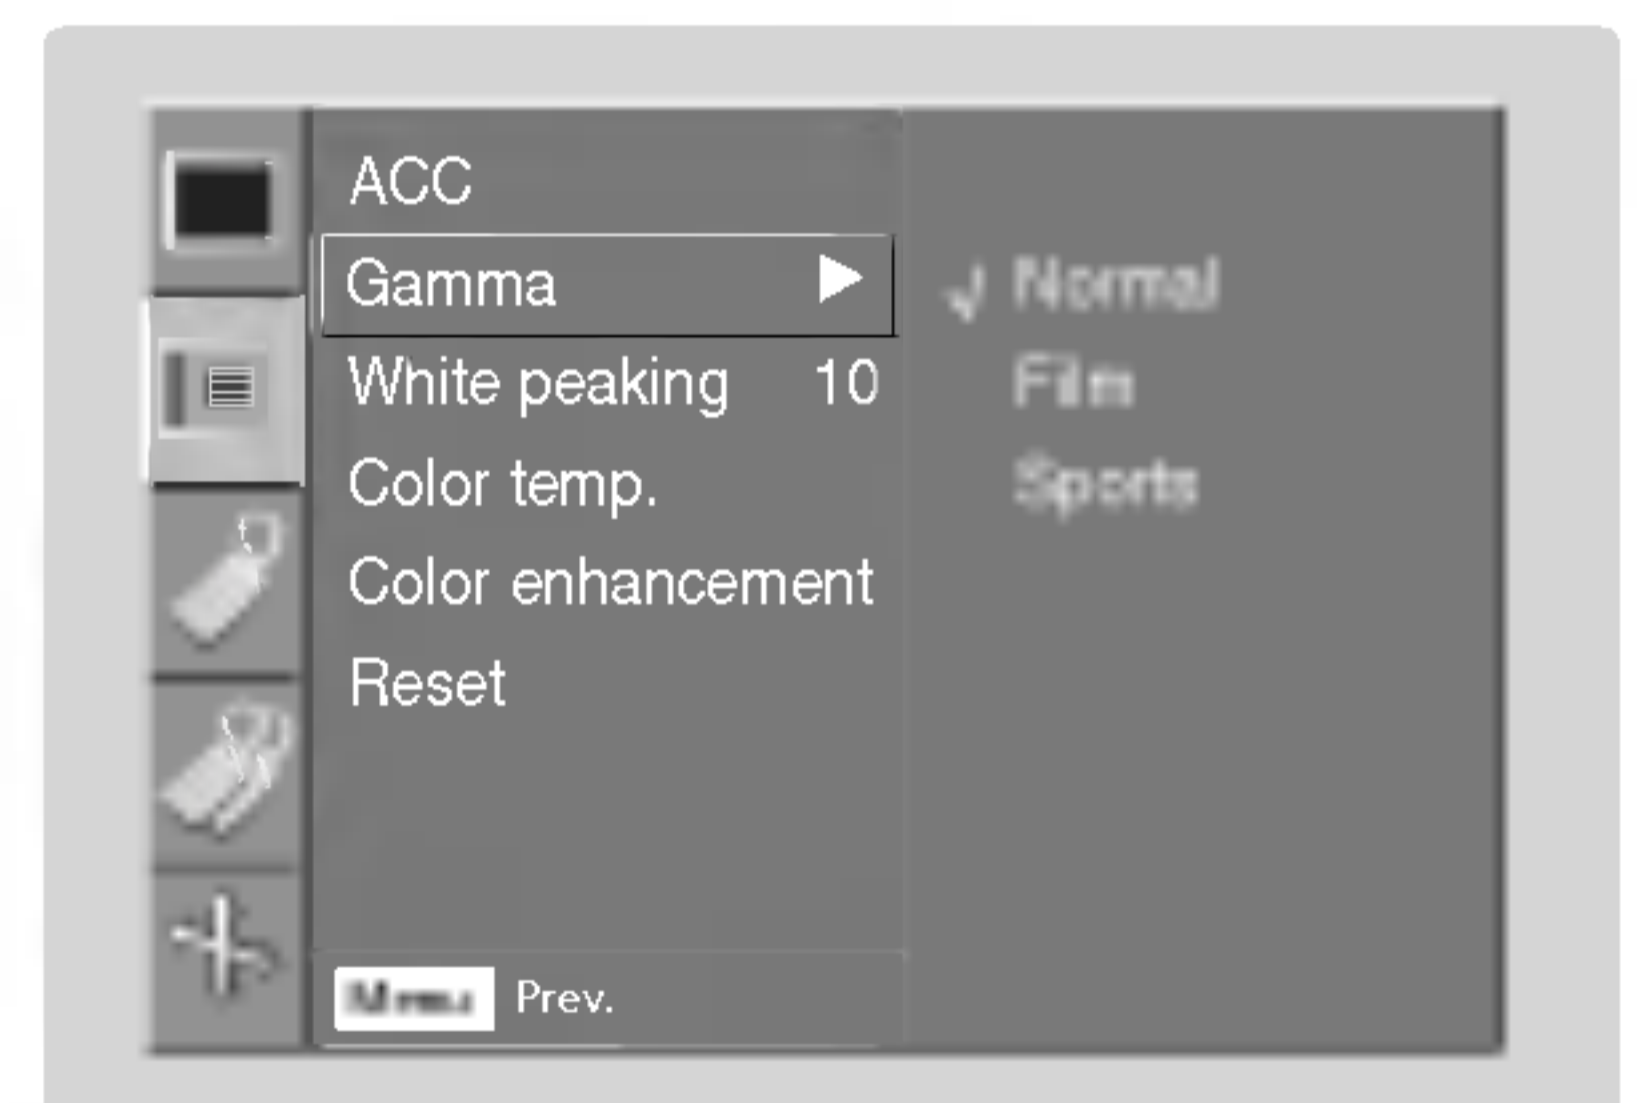 ACC
Gamma ▶ √ Normal
White peaking 10 Film
Color temp. Sports
Color enhancement
Reset
Menu Prev.